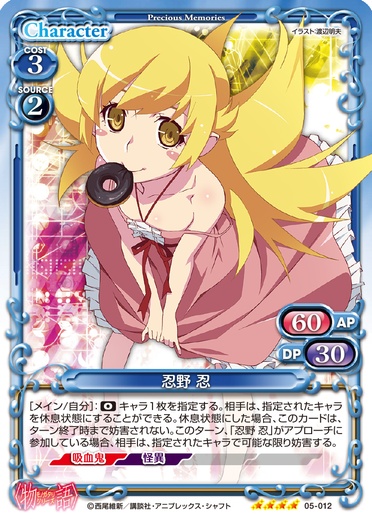 Precious Memories
Character
イラスト:渡辺明夫
COST
3
SOURCE
2
60 AP
DP 30
忍野 忍
[メイン/自分]:0 キャラ1枚を指定する。相手は、指定されたキャラ
を休息状態にすることができる。休息状態にした場合、このカードは、
ターン終了時まで妨害されない。このターン、「忍野 忍」がアプローチに
参加している場合、相手は、指定されたキャラで可能な限り妨害する。
吸血鬼 怪異
物語
©西尾維新/講談社・アニプレックス・シャフト
05-012